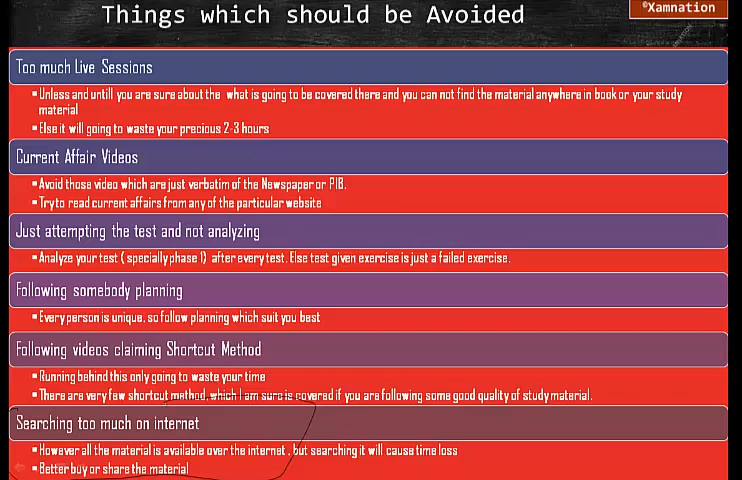 Things which should be Avoided
©Xamnation
Too much Live Sessions
▪Unless and untill you are sure about the what is going to be covered there and you can not find the material anywhere in book or your study
material
▪Else it will going to waste your precious 2-3 hours
Current Affair Videos
▪Avoid those video which are just verbatim of the Newspaper or PIB.
▪Try to read current affairs from any of the particular website
Just attempting the test and not analyzing
▪Analyze your test ( specially phase 1) after every test. Else test given exercise is just a failed exercise.
Following somebody planning
▪Every person is unique, so follow planning which suit you best
Following videos claiming Shortcut Method
▪Running behind this only going to waste your time
▪There are very few shortcut method, which I am sure is covered if you are following some good quality of study material.
Searching too much on internet
▪However all the material is available over the internet , but searching it will cause time loss
▪Better buy or share the material